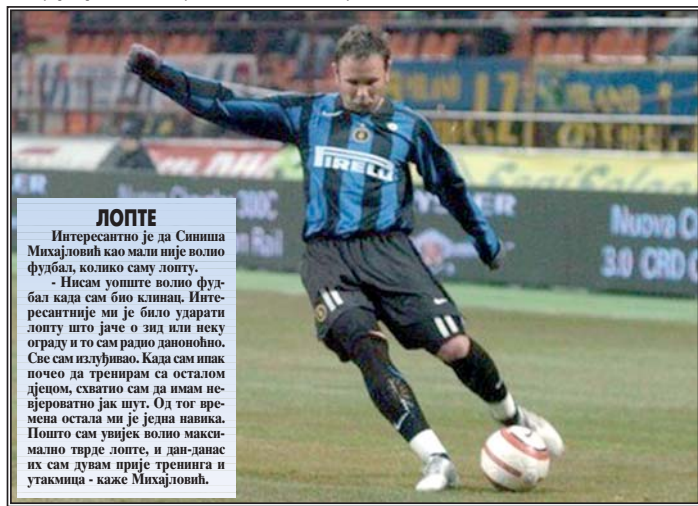 PIRELLI
Nuova C
3.0 CRD
ЛОПТЕ
Интересантно је да Синиша
Михајловић као мали није волио
фудбал, колико саму лопту.
- Нисам уопште волио фуд-
бал када сам био клинац. Инте-
ресантније ми је било ударати
лопту што јаче о зид или неку
ограду и то сам радио даноноћно.
Све сам излуђивао. Када сам ипак
почео да тренирам са осталом
дјецом, схватио сам да имам не-
вјероватно јак шут. Од тог вре-
мена остала ми је једна навика.
Пошто сам увијек волио макси-
мално тврде лопте, и дан-данас
их сам дувам прије тренинга и
утакмица - каже Михајловић.